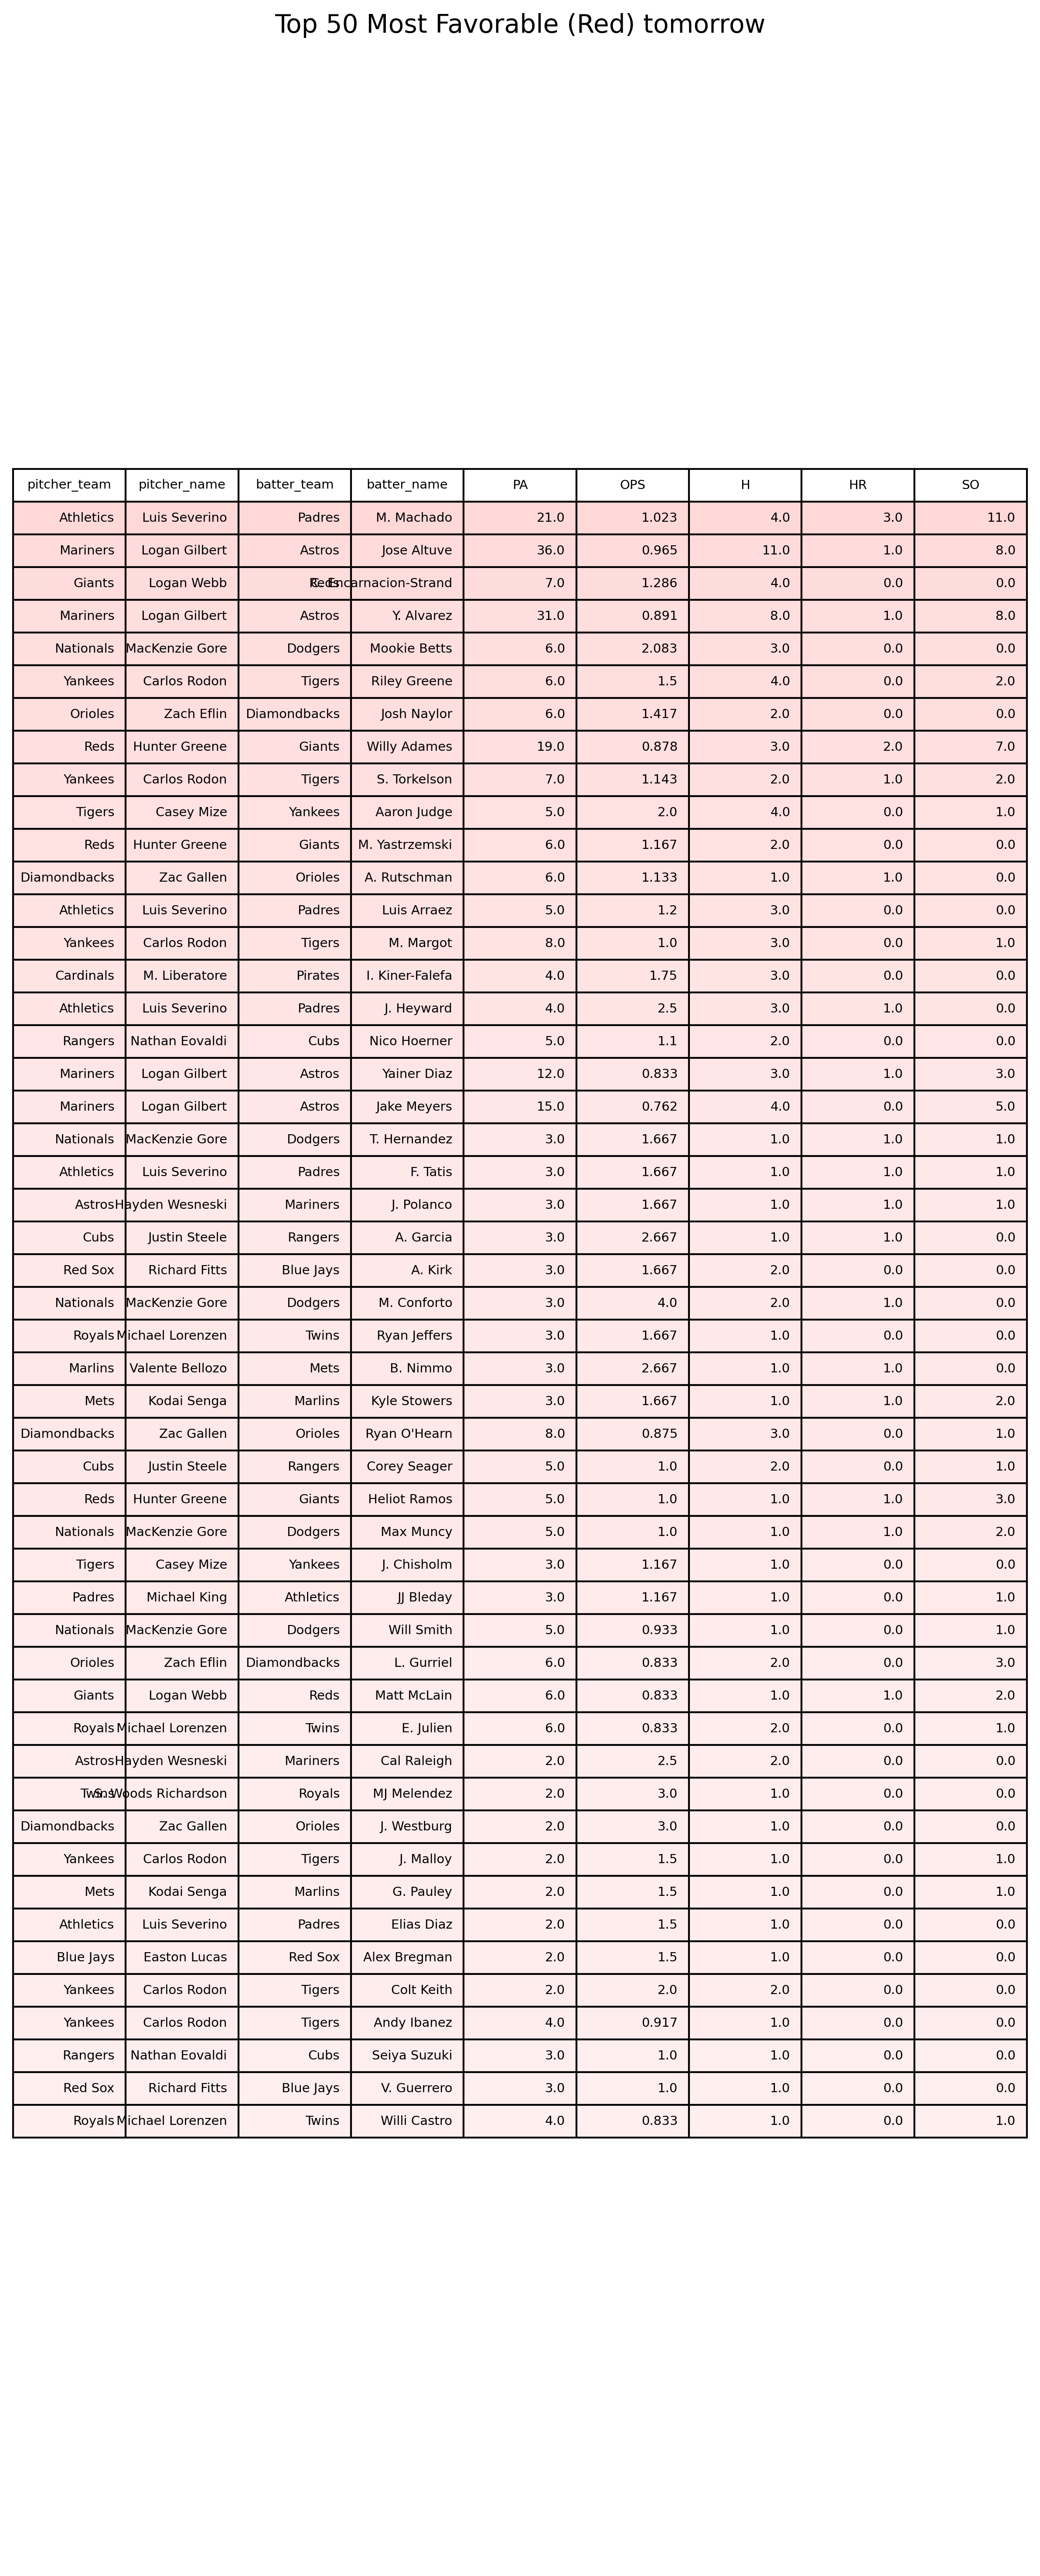 Top 50 Most Favorable (Red) tomorrow
pitcher_team pitcher_name batter_team batter_name PA OPS H HR SO
Athletics Luis Severino Padres M. Machado 21.0 1.023 4.0 3.0 11.0
Mariners Logan Gilbert Astros Jose Altuve 36.0 0.965 11.0 1.0 8.0
Giants Logan Webb Reds C. Encarnacion-Strand 7.0 1.286 4.0 0.0 0.0
Mariners Logan Gilbert Astros Y. Alvarez 31.0 0.891 8.0 1.0 8.0
Nationals MacKenzie Gore Dodgers Mookie Betts 6.0 2.083 3.0 0.0 0.0
Yankees Carlos Rodon Tigers Riley Greene 6.0 1.5 4.0 0.0 2.0
Orioles Zach Eflin Diamondbacks Josh Naylor 6.0 1.417 2.0 0.0 0.0
Reds Hunter Greene Giants Willy Adames 19.0 0.878 3.0 2.0 7.0
Yankees Carlos Rodon Tigers S. Torkelson 7.0 1.143 2.0 1.0 2.0
Tigers Casey Mize Yankees Aaron Judge 5.0 2.0 4.0 0.0 1.0
Reds Hunter Greene Giants M. Yastrzemski 6.0 1.167 2.0 0.0 0.0
Diamondbacks Zac Gallen Orioles A. Rutschman 6.0 1.133 1.0 1.0 0.0
Athletics Luis Severino Padres Luis Arraez 5.0 1.2 3.0 0.0 0.0
Yankees Carlos Rodon Tigers M. Margot 8.0 1.0 3.0 0.0 1.0
Cardinals M. Liberatore Pirates I. Kiner-Falefa 4.0 1.75 3.0 0.0 0.0
Athletics Luis Severino Padres J. Heyward 4.0 2.5 3.0 1.0 0.0
Rangers Nathan Eovaldi Cubs Nico Hoerner 5.0 1.1 2.0 0.0 0.0
Mariners Logan Gilbert Astros Yainer Diaz 12.0 0.833 3.0 1.0 3.0
Mariners Logan Gilbert Astros Jake Meyers 15.0 0.762 4.0 0.0 5.0
Nationals MacKenzie Gore Dodgers T. Hernandez 3.0 1.667 1.0 1.0 1.0
Athletics Luis Severino Padres F. Tatis 3.0 1.667 1.0 1.0 1.0
Astros Hayden Wesneski Mariners J. Polanco 3.0 1.667 1.0 1.0 1.0
Cubs Justin Steele Rangers A. Garcia 3.0 2.667 1.0 1.0 0.0
Red Sox Richard Fitts Blue Jays A. Kirk 3.0 1.667 2.0 0.0 0.0
Nationals MacKenzie Gore Dodgers M. Conforto 3.0 4.0 2.0 1.0 0.0
Royals Michael Lorenzen Twins Ryan Jeffers 3.0 1.667 1.0 0.0 0.0
Marlins Valente Bellozo Mets B. Nimmo 3.0 2.667 1.0 1.0 0.0
Mets Kodai Senga Marlins Kyle Stowers 3.0 1.667 1.0 1.0 2.0
Diamondbacks Zac Gallen Orioles Ryan O'Hearn 8.0 0.875 3.0 0.0 1.0
Cubs Justin Steele Rangers Corey Seager 5.0 1.0 2.0 0.0 1.0
Reds Hunter Greene Giants Heliot Ramos 5.0 1.0 1.0 1.0 3.0
Nationals MacKenzie Gore Dodgers Max Muncy 5.0 1.0 1.0 1.0 2.0
Tigers Casey Mize Yankees J. Chisholm 3.0 1.167 1.0 0.0 0.0
Padres Michael King Athletics JJ Bleday 3.0 1.167 1.0 0.0 1.0
Nationals MacKenzie Gore Dodgers Will Smith 5.0 0.933 1.0 0.0 1.0
Orioles Zach Eflin Diamondbacks L. Gurriel 6.0 0.833 2.0 0.0 3.0
Giants Logan Webb Reds Matt McLain 6.0 0.833 1.0 1.0 2.0
Royals Michael Lorenzen Twins E. Julien 6.0 0.833 2.0 0.0 1.0
Astros Hayden Wesneski Mariners Cal Raleigh 2.0 2.5 2.0 0.0 0.0
Twins S. Woods Richardson Royals MJ Melendez 2.0 3.0 1.0 0.0 0.0
Diamondbacks Zac Gallen Orioles J. Westburg 2.0 3.0 1.0 0.0 0.0
Yankees Carlos Rodon Tigers J. Malloy 2.0 1.5 1.0 0.0 1.0
Mets Kodai Senga Marlins G. Pauley 2.0 1.5 1.0 0.0 1.0
Athletics Luis Severino Padres Elias Diaz 2.0 1.5 1.0 0.0 0.0
Blue Jays Easton Lucas Red Sox Alex Bregman 2.0 1.5 1.0 0.0 0.0
Yankees Carlos Rodon Tigers Colt Keith 2.0 2.0 2.0 0.0 0.0
Yankees Carlos Rodon Tigers Andy Ibanez 4.0 0.917 1.0 0.0 0.0
Rangers Nathan Eovaldi Cubs Seiya Suzuki 3.0 1.0 1.0 0.0 0.0
Red Sox Richard Fitts Blue Jays V. Guerrero 3.0 1.0 1.0 0.0 0.0
Royals Michael Lorenzen Twins Willi Castro 4.0 0.833 1.0 0.0 1.0